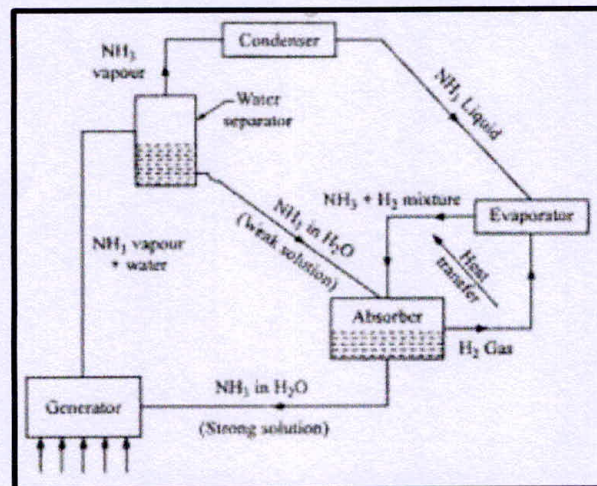 Condenser
NH₃
vapour
Water
separator
NH₃ Liquid
NH₃ + H₂ mixture
Evaporator
NH₃ in H₂O
(Weak solution)
Heat
transfer
NH₃ vapour
+ water
Absorber
H₂ Gas
NH₃ in H₂O
(Strong solution)
Generator